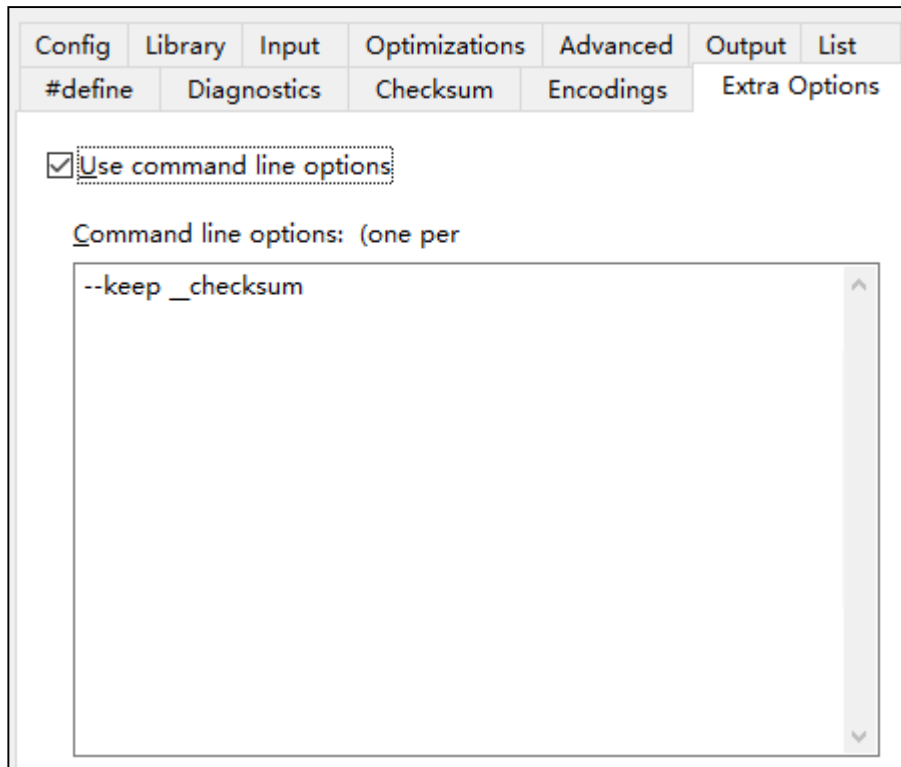 Config Library Input Optimizations Advanced Output List
#define Diagnostics Checksum Encodings Extra Options
Use command line options
Command line options: (one per
--keep __checksum